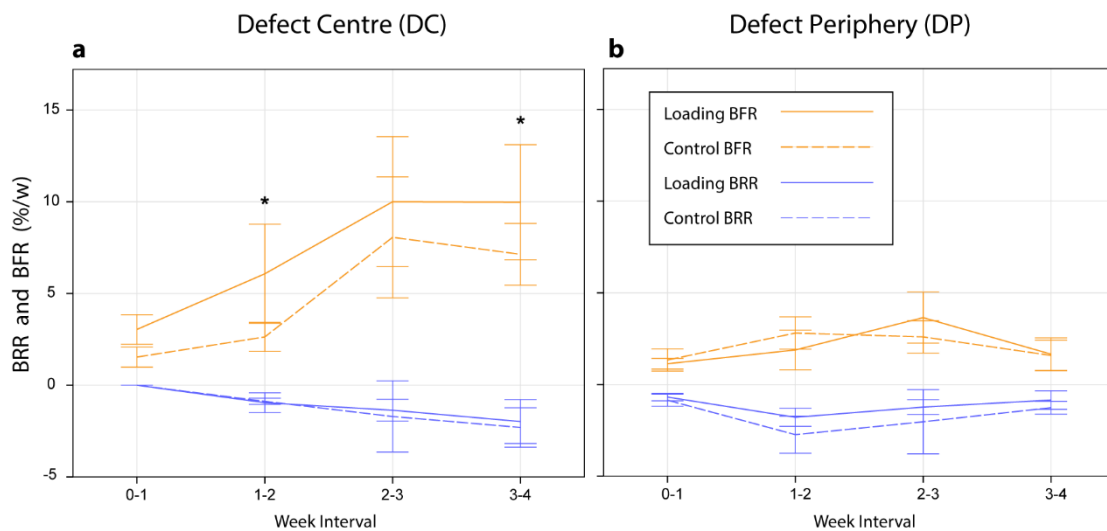 Defect Centre (DC)
Defect Periphery (DP)
a
b
BRR and BFR (%/w)
15
10
5
0
-5
*
*
Loading BFR
Control BFR
Loading BRR
Control BRR
0-1
1-2
2-3
3-4
Week Interval
0-1
1-2
2-3
3-4
Week Interval